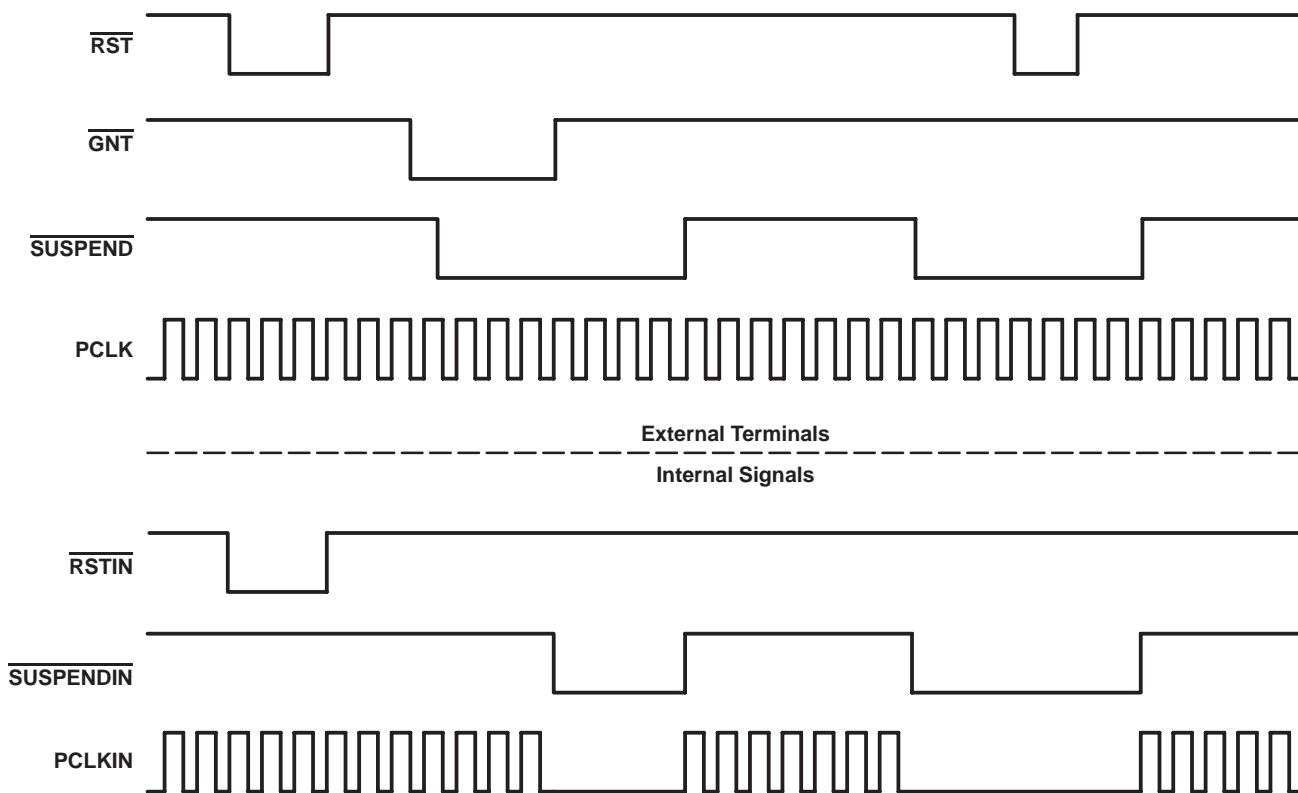 RST
GNT
SUSPEND
PCLK
External Terminals
Internal Signals
RSTIN
SUSPENDIN
PCLKIN